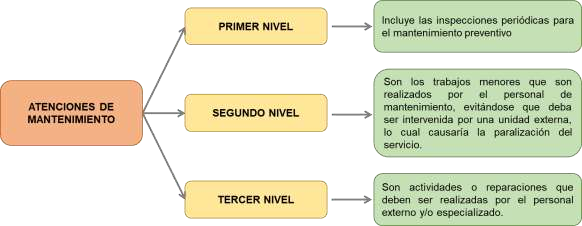 ATENCIONES DE
MANTENIMIENTO
PRIMER NIVEL
Incluye las inspecciones periódicas para
el mantenimiento preventivo
SEGUNDO NIVEL
Son los trabajos menores que son
realizados por el personal de
mantenimiento, evitándose que deba
ser intervenida por una unidad externa,
lo cual causaría la paralización del
servicio.
TERCER NIVEL
Son actividades o reparaciones que
deben ser realizadas por el personal
externo y/o especializado.